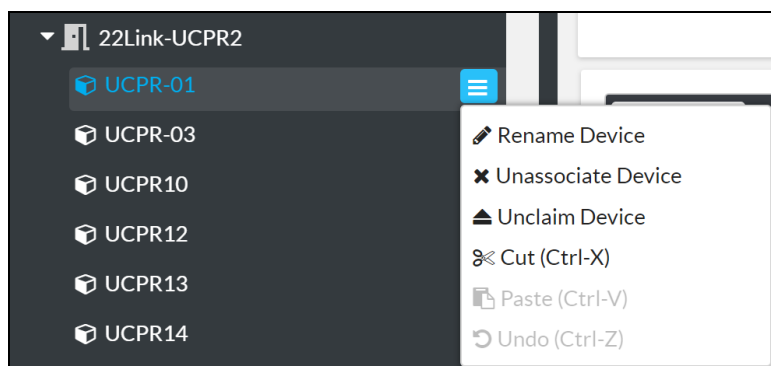 22Link-UCPR2
UCPR-01
UCPR-03
UCPR10
UCPR12
UCPR13
UCPR14
Rename Device
Unassociate Device
Unclaim Device
Cut (Ctrl-X)
Paste (Ctrl-V)
Undo (Ctrl-Z)